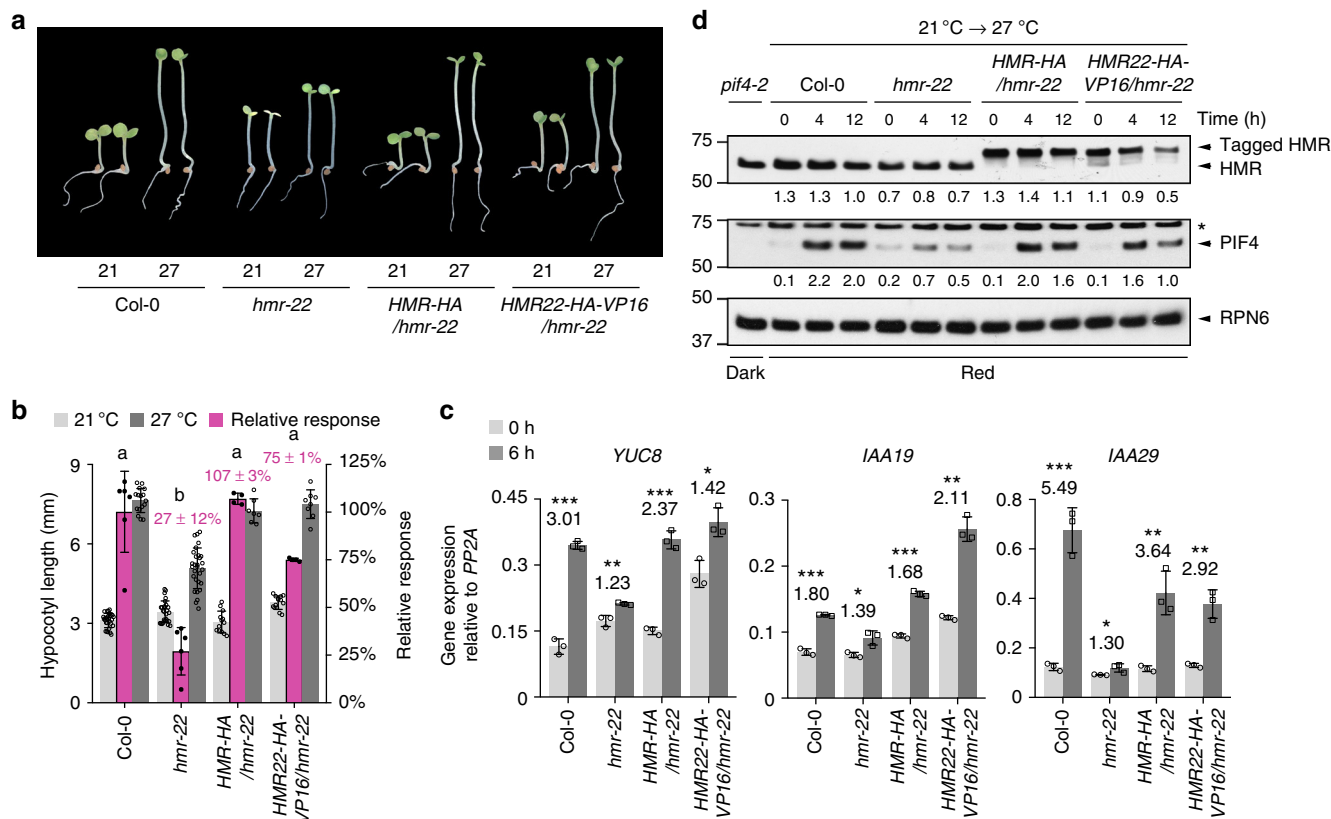 a
21 27 21 27 21 27 21 27
Col-0 hmr-22 HMR-HA /hmr-22 HMR22-HA-VP16 /hmr-22
b
21 °C 27 °C Relative response
Hypocotyl length (mm)
9
6
3
0
a
b
27 ± 12%
a
107 ± 3%
a
75 ± 1%
125%
100%
75%
50%
25%
0%
Relative response
Col-0
hmr-22
HMR-HA /hmr-22
HMR22-HA-VP16/hmr-22
c
0 h
6 h
Gene expression relative to PP2A
YUC8
0.45
0.30
0.15
0
***
3.01
**
1.23
***
2.37
*
1.42
Col-0
hmr-22
HMR-HA /hmr-22
HMR22-HA-VP16/hmr-22
IAA19
0.3
0.2
0.1
0
***
1.80
*
1.39
***
1.68
**
2.11
Col-0
hmr-22
HMR-HA /hmr-22
HMR22-HA-VP16/hmr-22
IAA29
0.8
0.6
0.4
0.2
0
***
5.49
*
1.30
**
3.64
**
2.92
Col-0
hmr-22
HMR-HA /hmr-22
HMR22-HA-VP16/hmr-22
d
21 °C → 27 °C
pif4-2 Col-0 hmr-22 HMR-HA /hmr-22 HMR22-HA-VP16/hmr-22
0 4 12 0 4 12 0 4 12 0 4 12 Time (h)
75
50
Tagged HMR
HMR
1.3 1.3 1.0 0.7 0.8 0.7 1.3 1.4 1.1 1.1 0.9 0.5
75
50
*
PIF4
0.1 2.2 2.0 0.2 0.7 0.5 0.1 2.0 1.6 0.1 1.6 1.0
50
37
RPN6
Dark Red